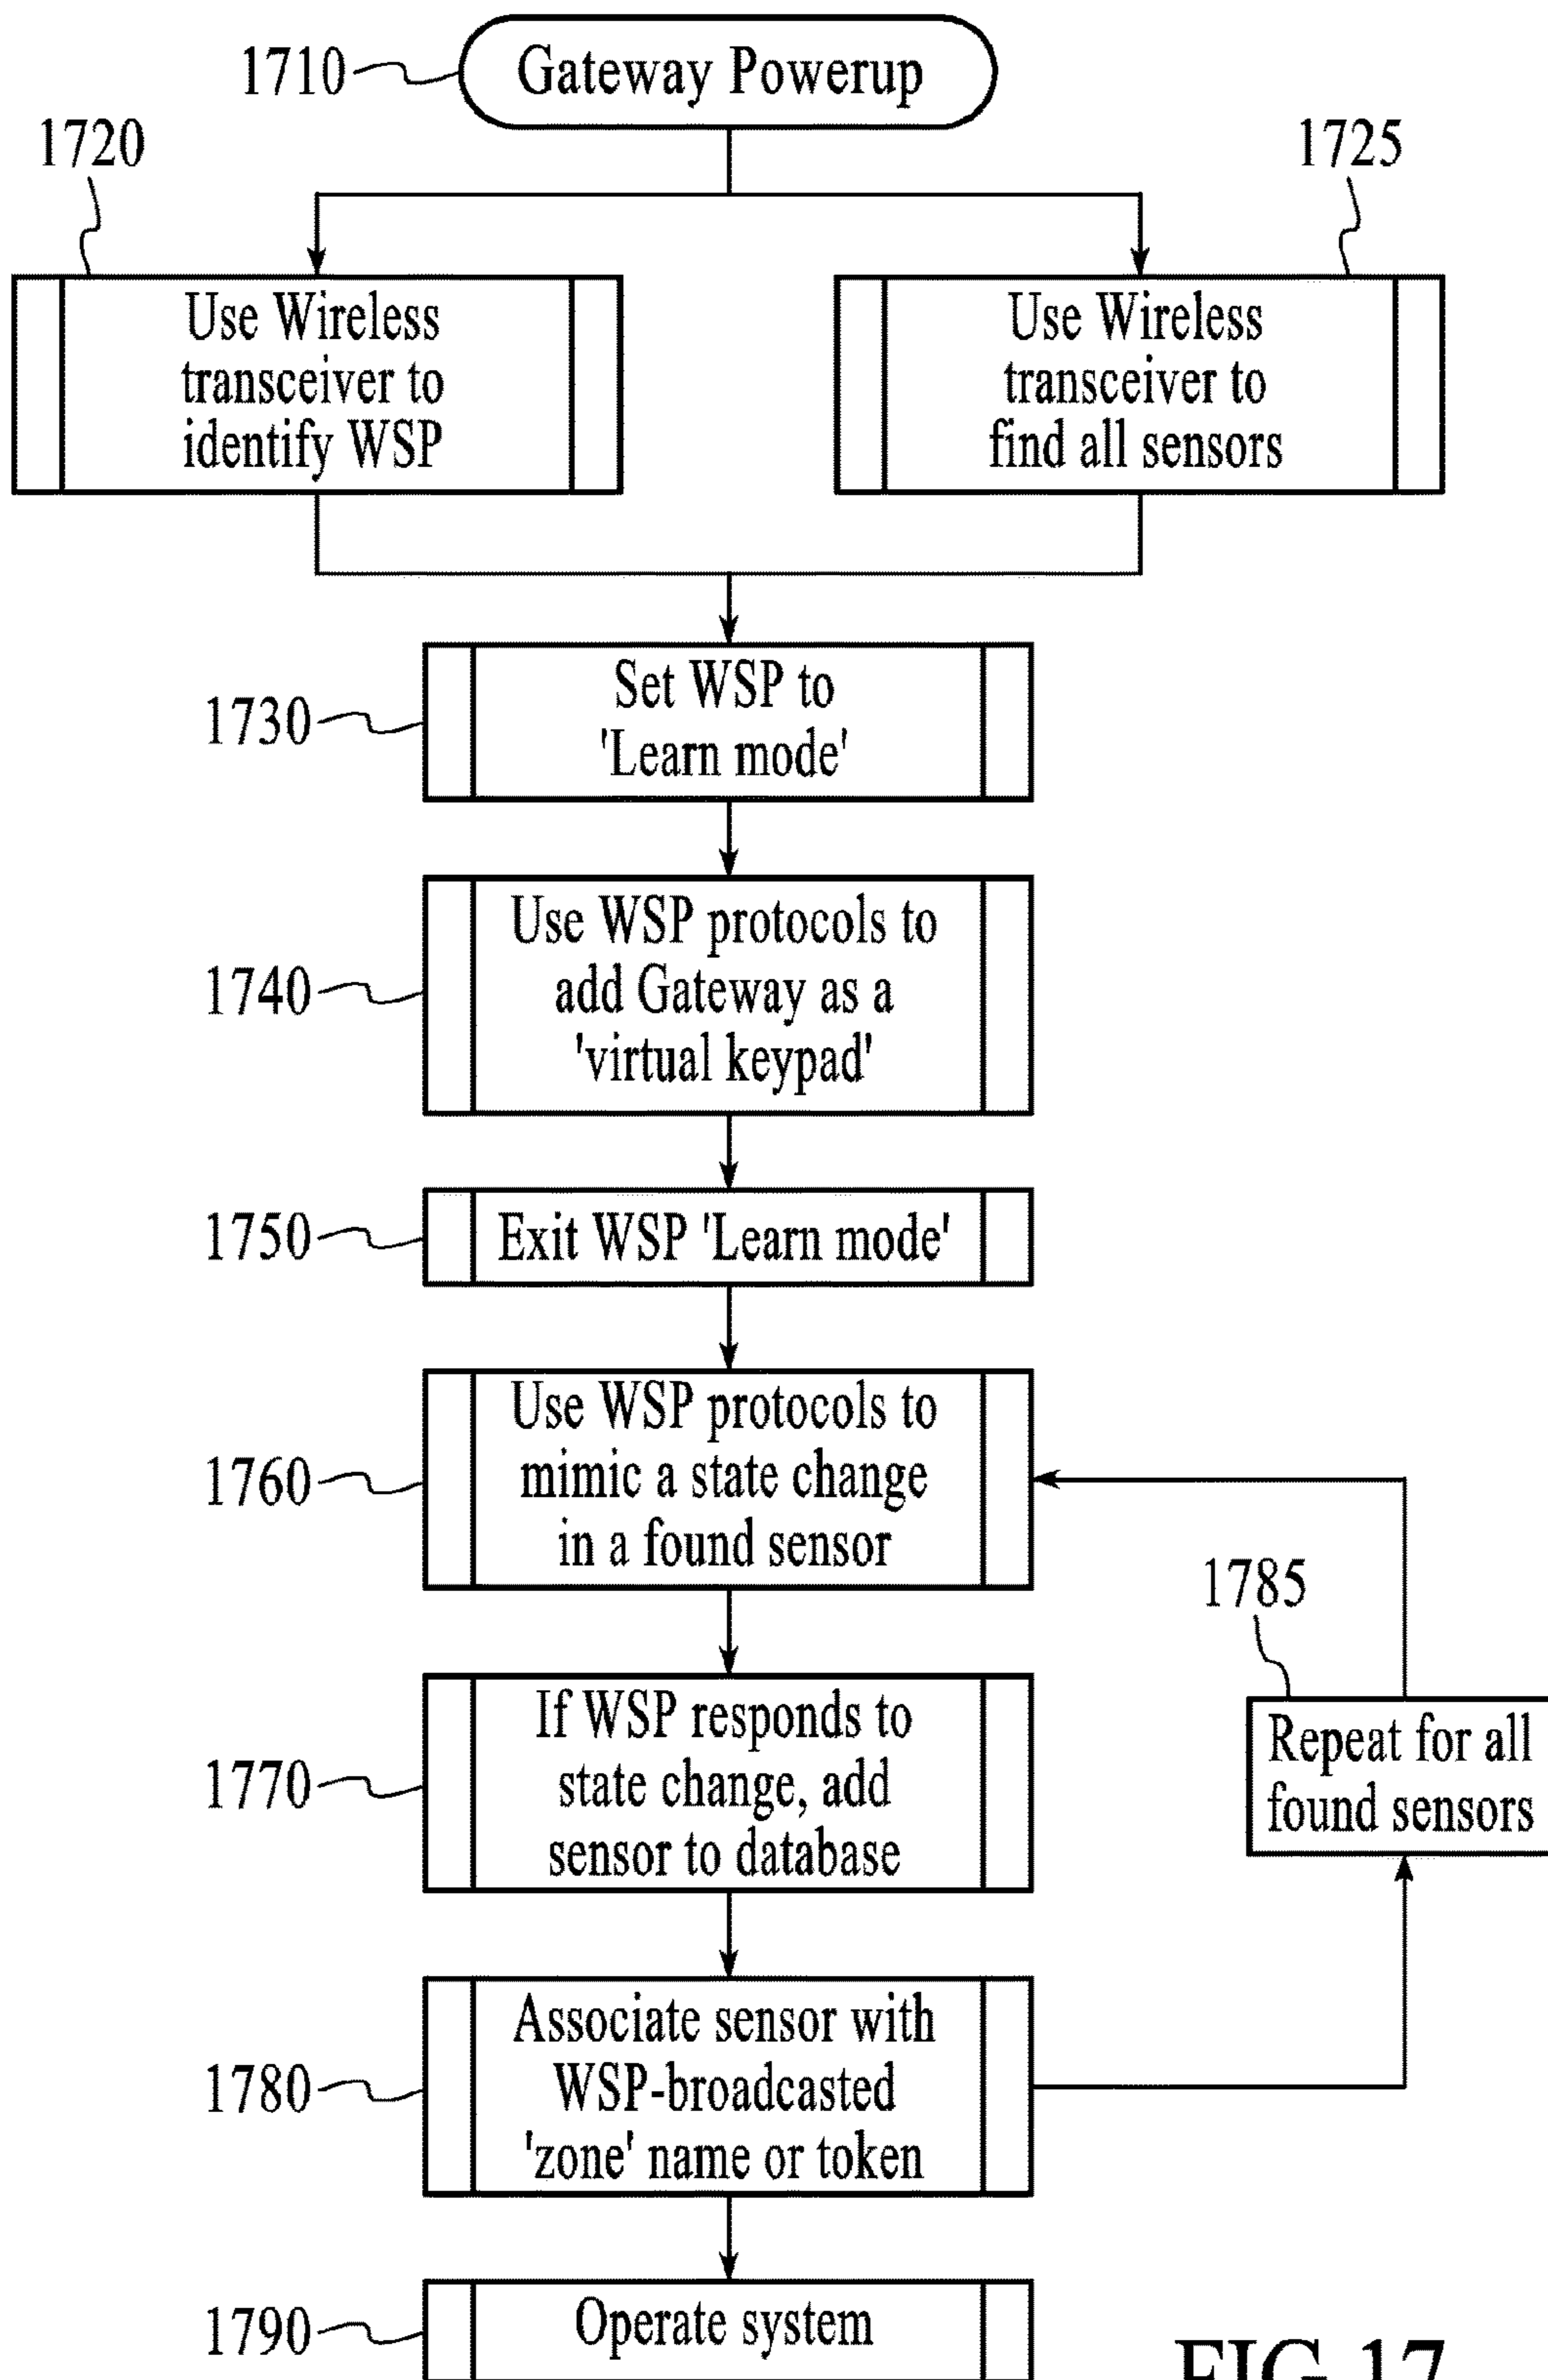 1710
Gateway Powerup
1720
1725
Use Wireless
transceiver to
identify WSP
Use Wireless
transceiver to
find all sensors
1730
Set WSP to
'Learn mode'
1740
Use WSP protocols to
add Gateway as a
'virtual keypad'
1750
Exit WSP 'Learn mode'
1760
Use WSP protocols to
mimic a state change
in a found sensor
1770
If WSP responds to
state change, add
sensor to database
1785
Repeat for all
found sensors
1780
Associate sensor with
WSP-broadcasted
'zone' name or token
1790
Operate system
FIG.17